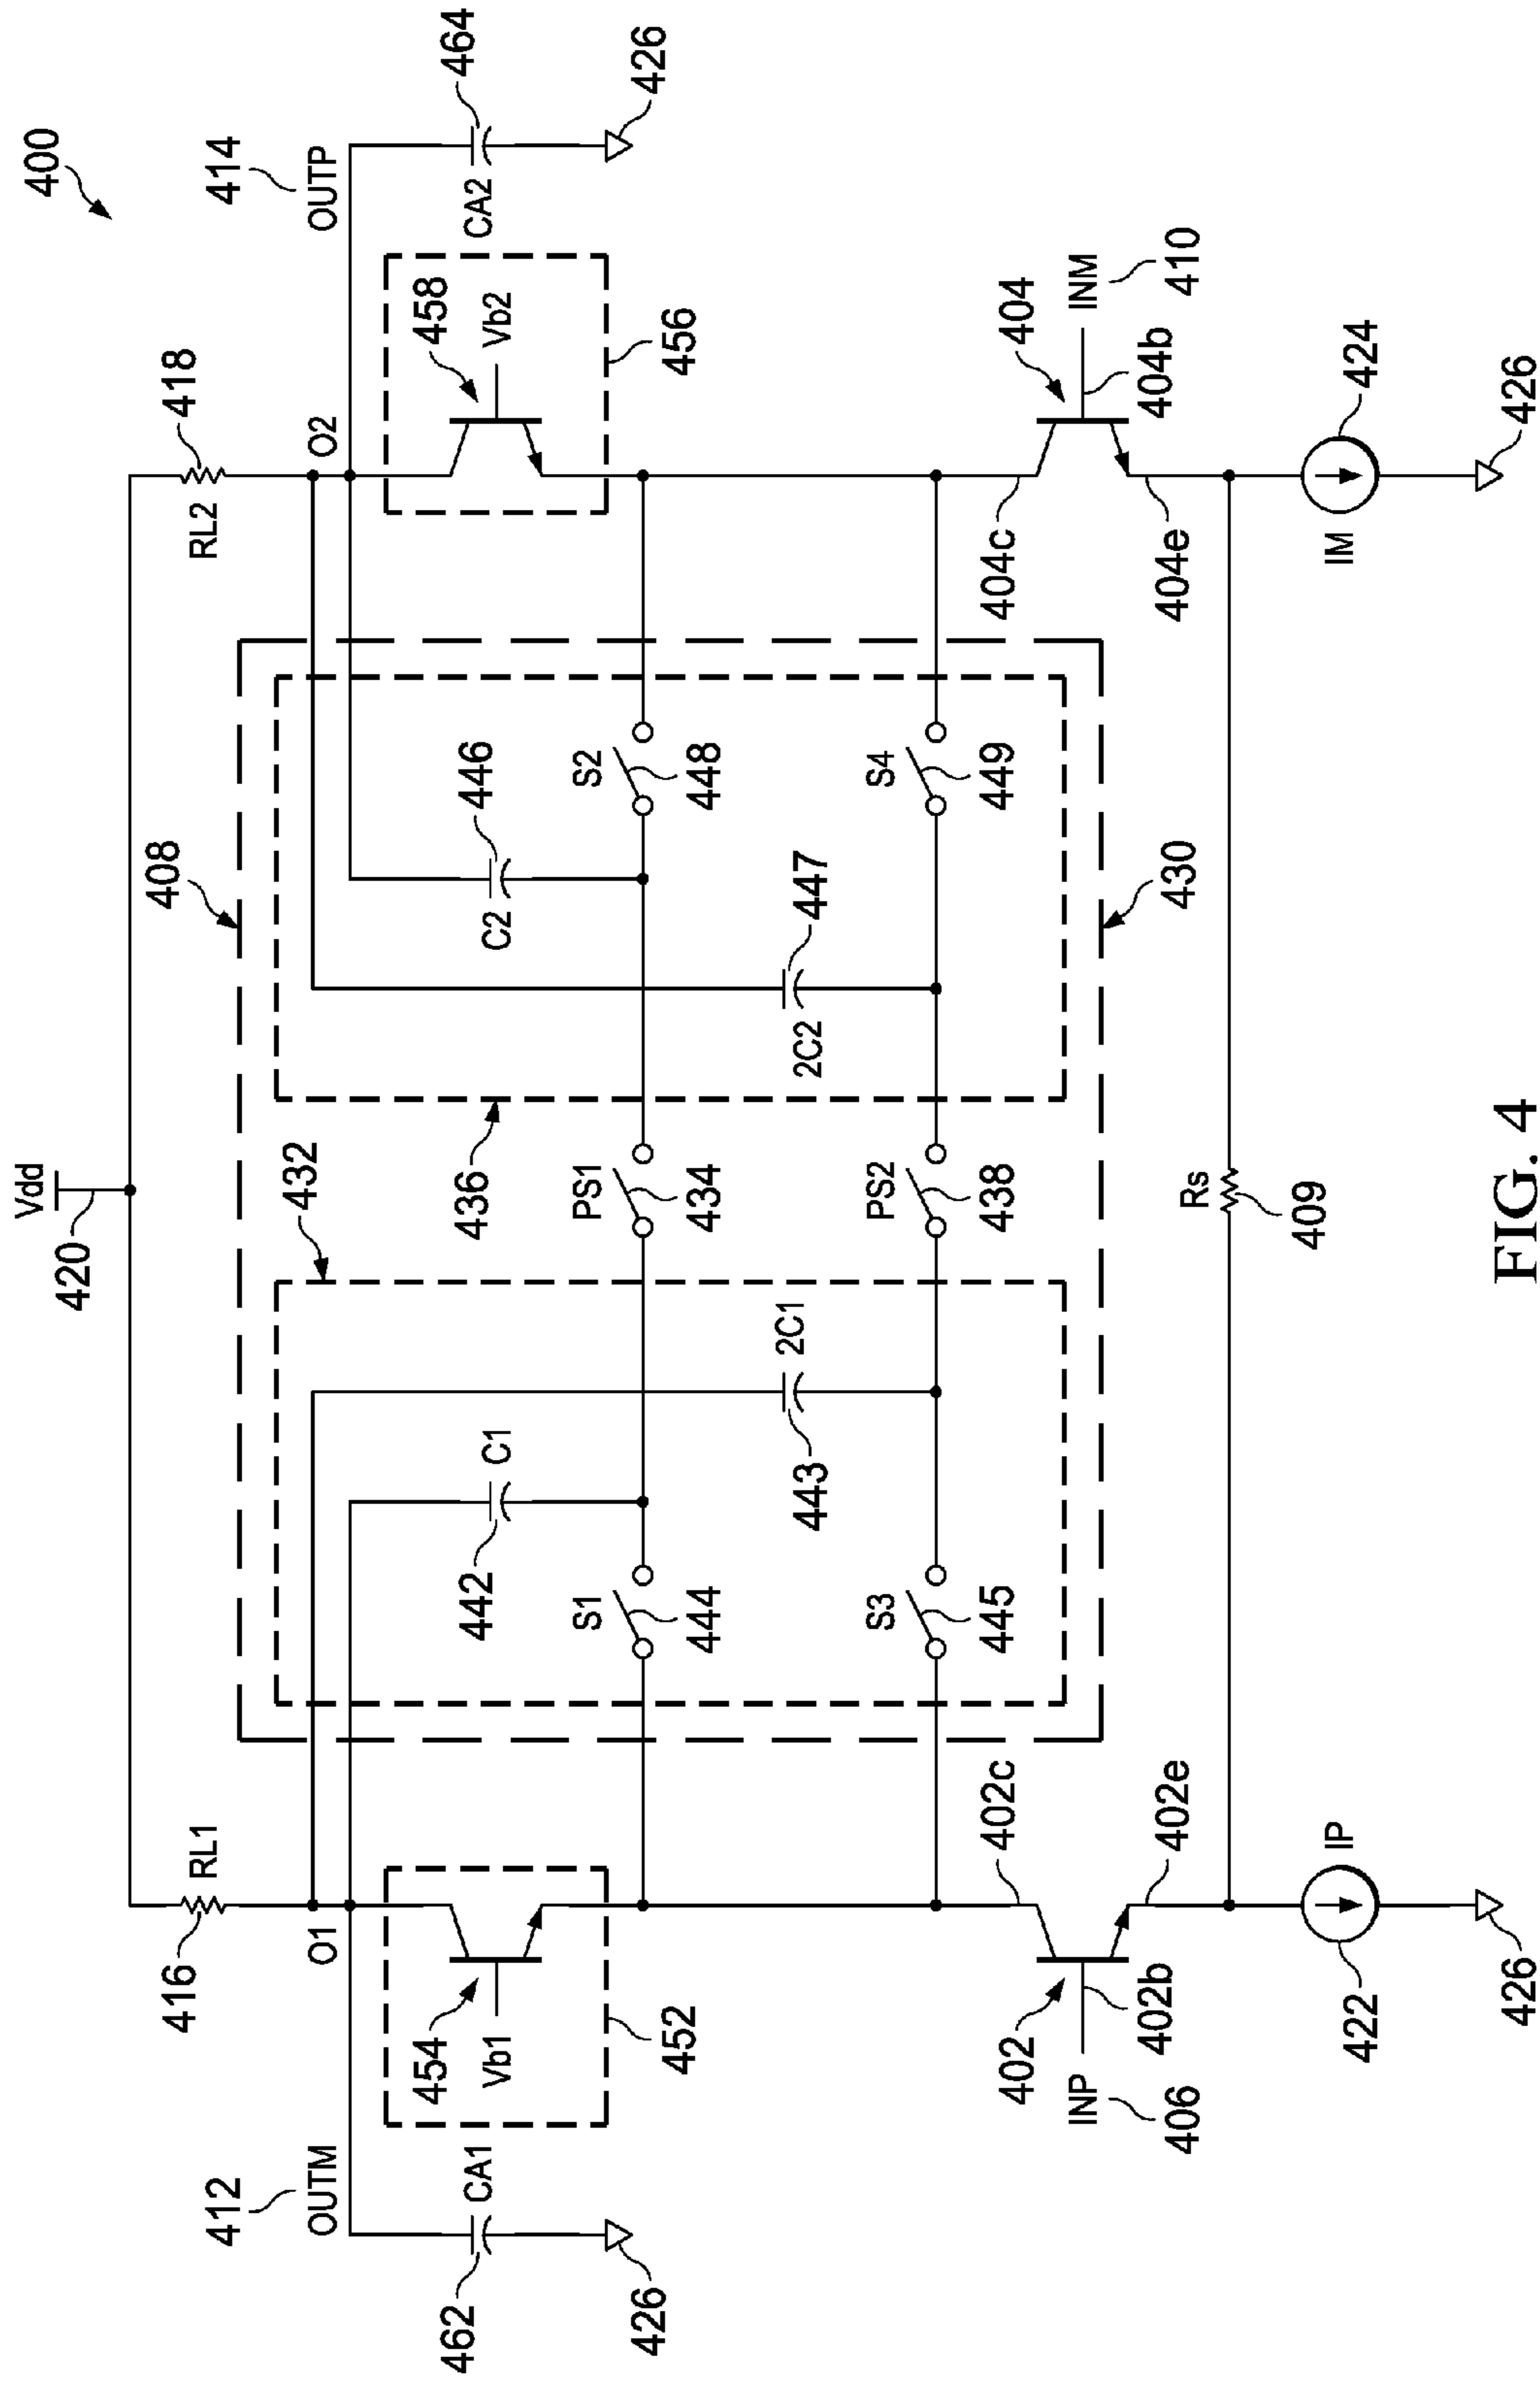 400
Vdd
420
416
408
418
RL1
RL2
412
414
OUTM
O1
432
O2
OUTP
454
458
462
CA1
442
436
446
CA2
464
Vb1
C1
C2
Vb2
S1
PS1
S2
426
452
444
434
448
456
426
2C1
443
2C2
447
S3
PS2
S4
402c
445
438
449
404c
402
404
INP
INM
402b
402e
404e
404b
406
430
410
Rs
409
IP
IM
422
424
426
426
FIG. 4